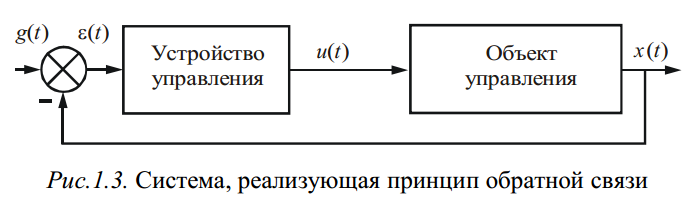 g(t) ε(t) u(t) x(t)
Устройство
управления
Объект
управления
−
Рис.1.3. Система, реализующая принцип обратной связи